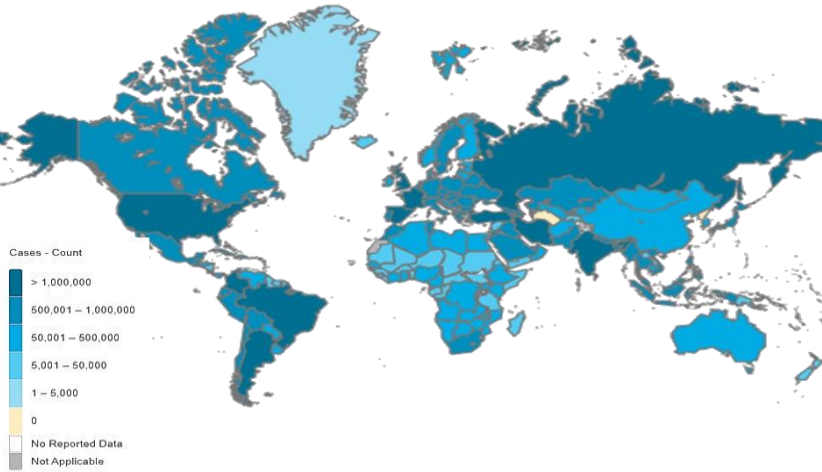 Cases - Count
> 1,000,000
500,001 – 1,000,000
50,001 – 500,000
5,001 – 50,000
1 – 5,000
0
No Reported Data
Not Applicable